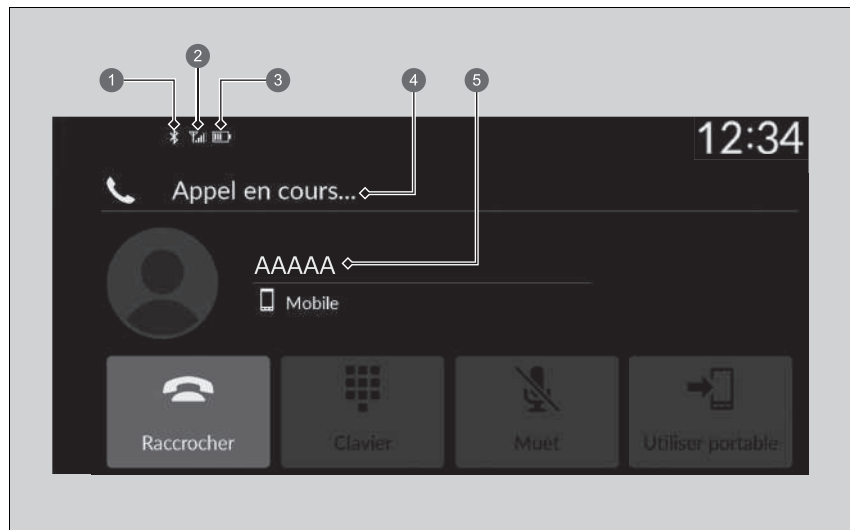 1 2 3 4 5
12:34
Appel en cours...
AAAAA
Mobile
Raccrocher Clavier Muet Utiliser portable